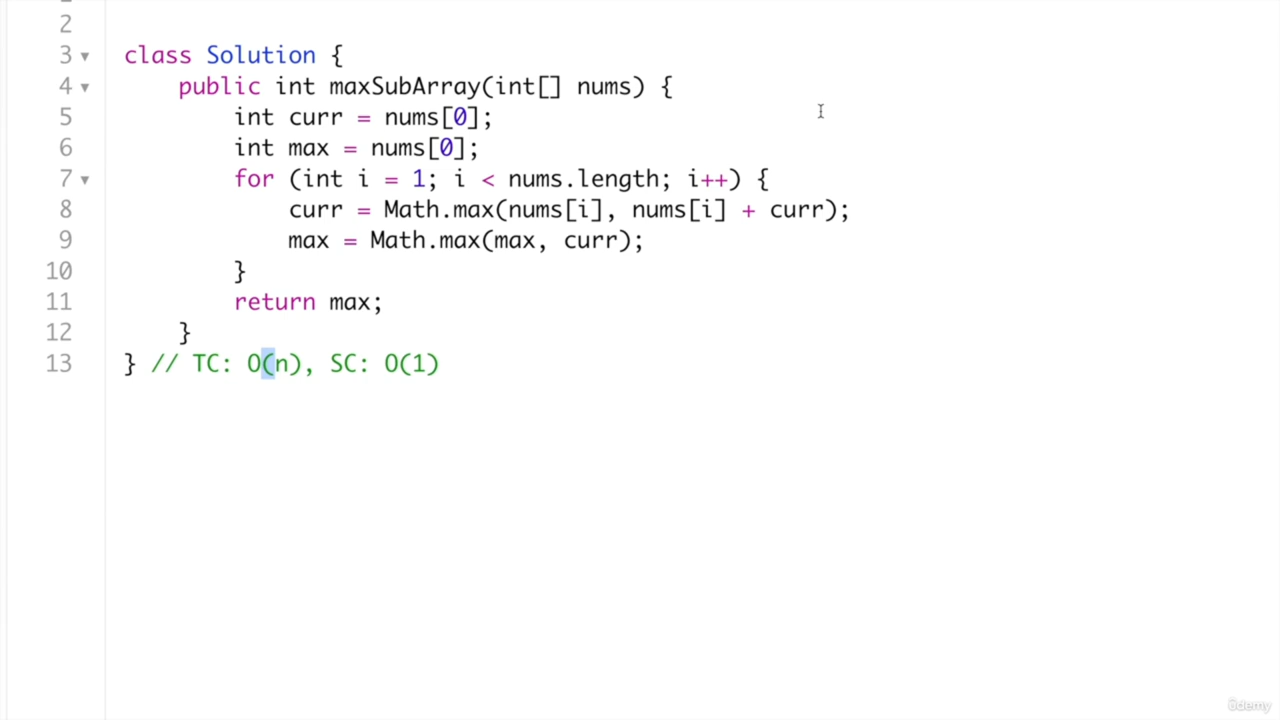 2
3 class Solution {
4 public int maxSubArray(int[] nums) {
5 int curr = nums[0];
6 int max = nums[0];
7 for (int i = 1; i < nums.length; i++) {
8 curr = Math.max(nums[i], nums[i] + curr);
9 max = Math.max(max, curr);
10 }
11 return max;
12 }
13 } // TC: O(n), SC: O(1)
ûdemy